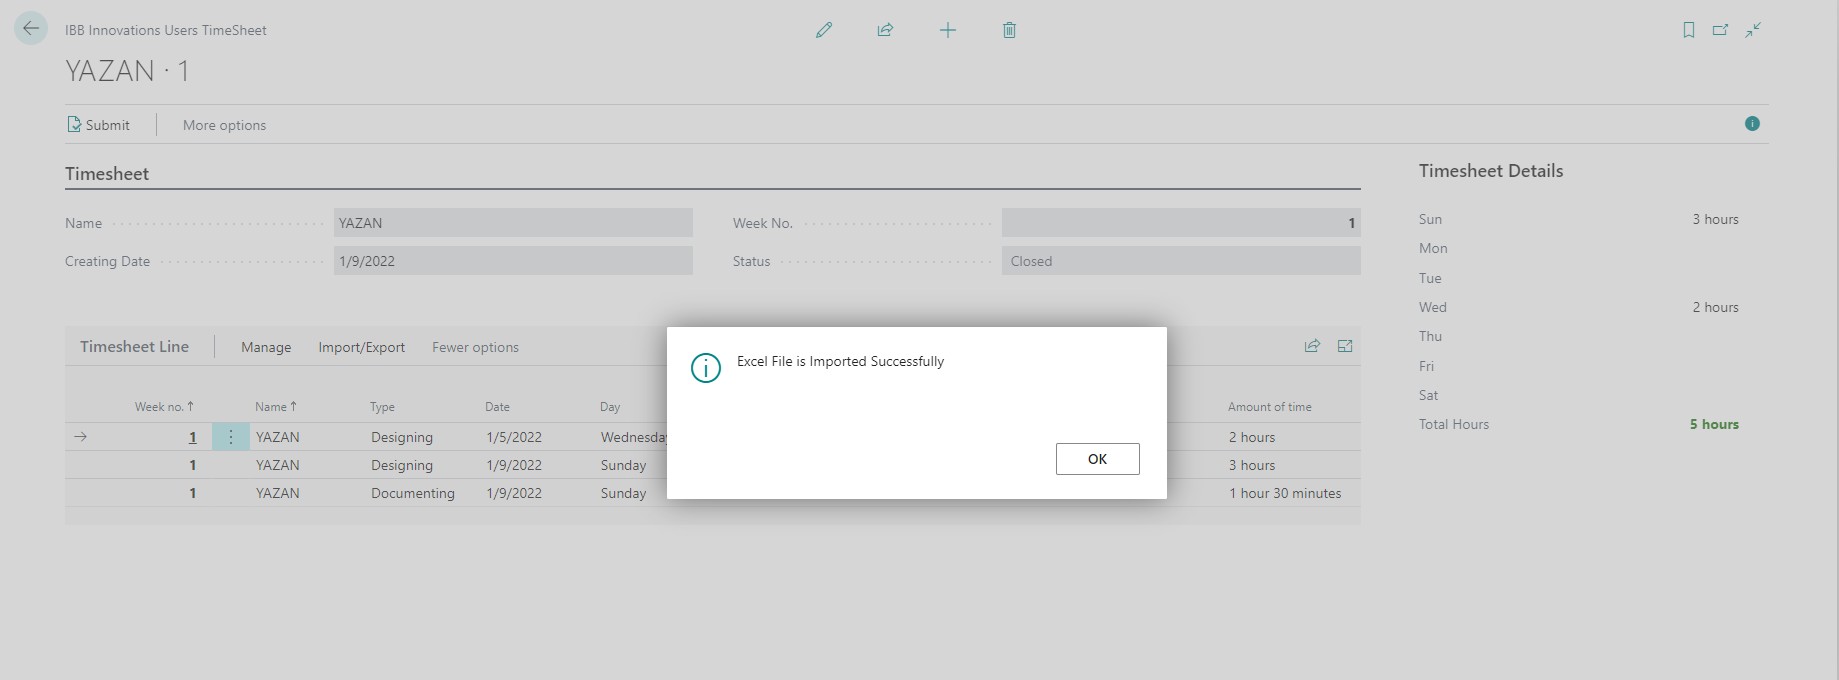 IBB Innovations Users TimeSheet
YAZAN · 1
Submit More options
Timesheet
Name YAZAN Week No. 1
Creating Date 1/9/2022 Status Closed
Timesheet Line Manage Import/Export Fewer options
Week no. ↑ Name ↑ Type Date Day Amount of time
1 YAZAN Designing 1/5/2022 Wednesday 2 hours
1 YAZAN Designing 1/9/2022 Sunday 3 hours
1 YAZAN Documenting 1/9/2022 Sunday 1 hour 30 minutes
Excel File is Imported Successfully
OK
Timesheet Details
Sun 3 hours
Mon
Tue
Wed 2 hours
Thu
Fri
Sat
Total Hours 5 hours